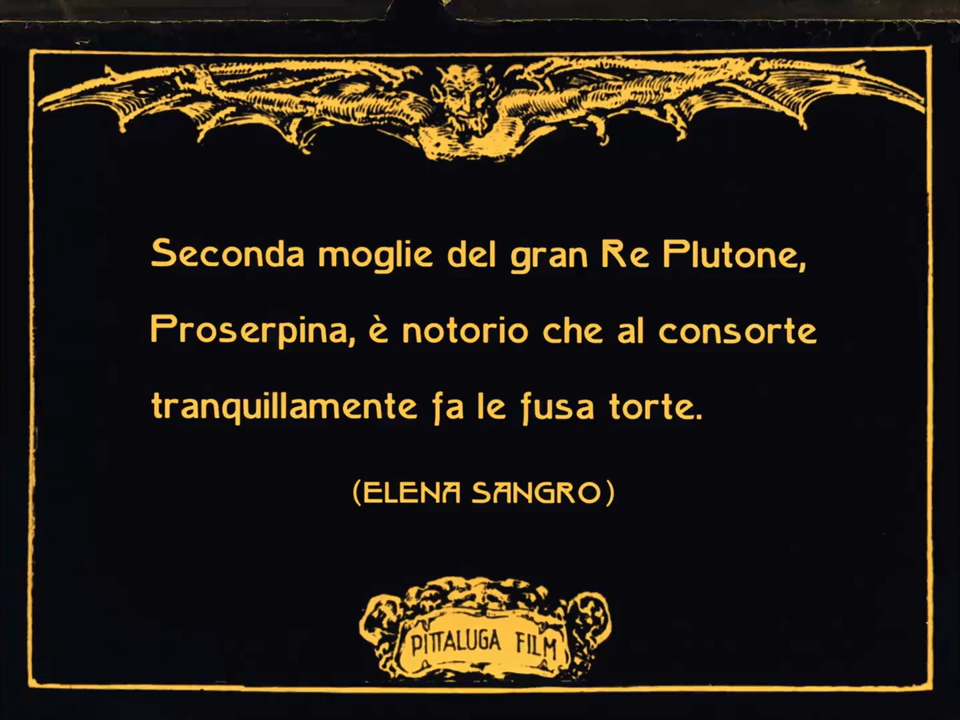 Seconda moglie del gran Re Plutone,
Proserpina, è notorio che al consorte
tranquillamente fa le fusa torte.
(ELENA SANGRO)
PITTALUGA FILM